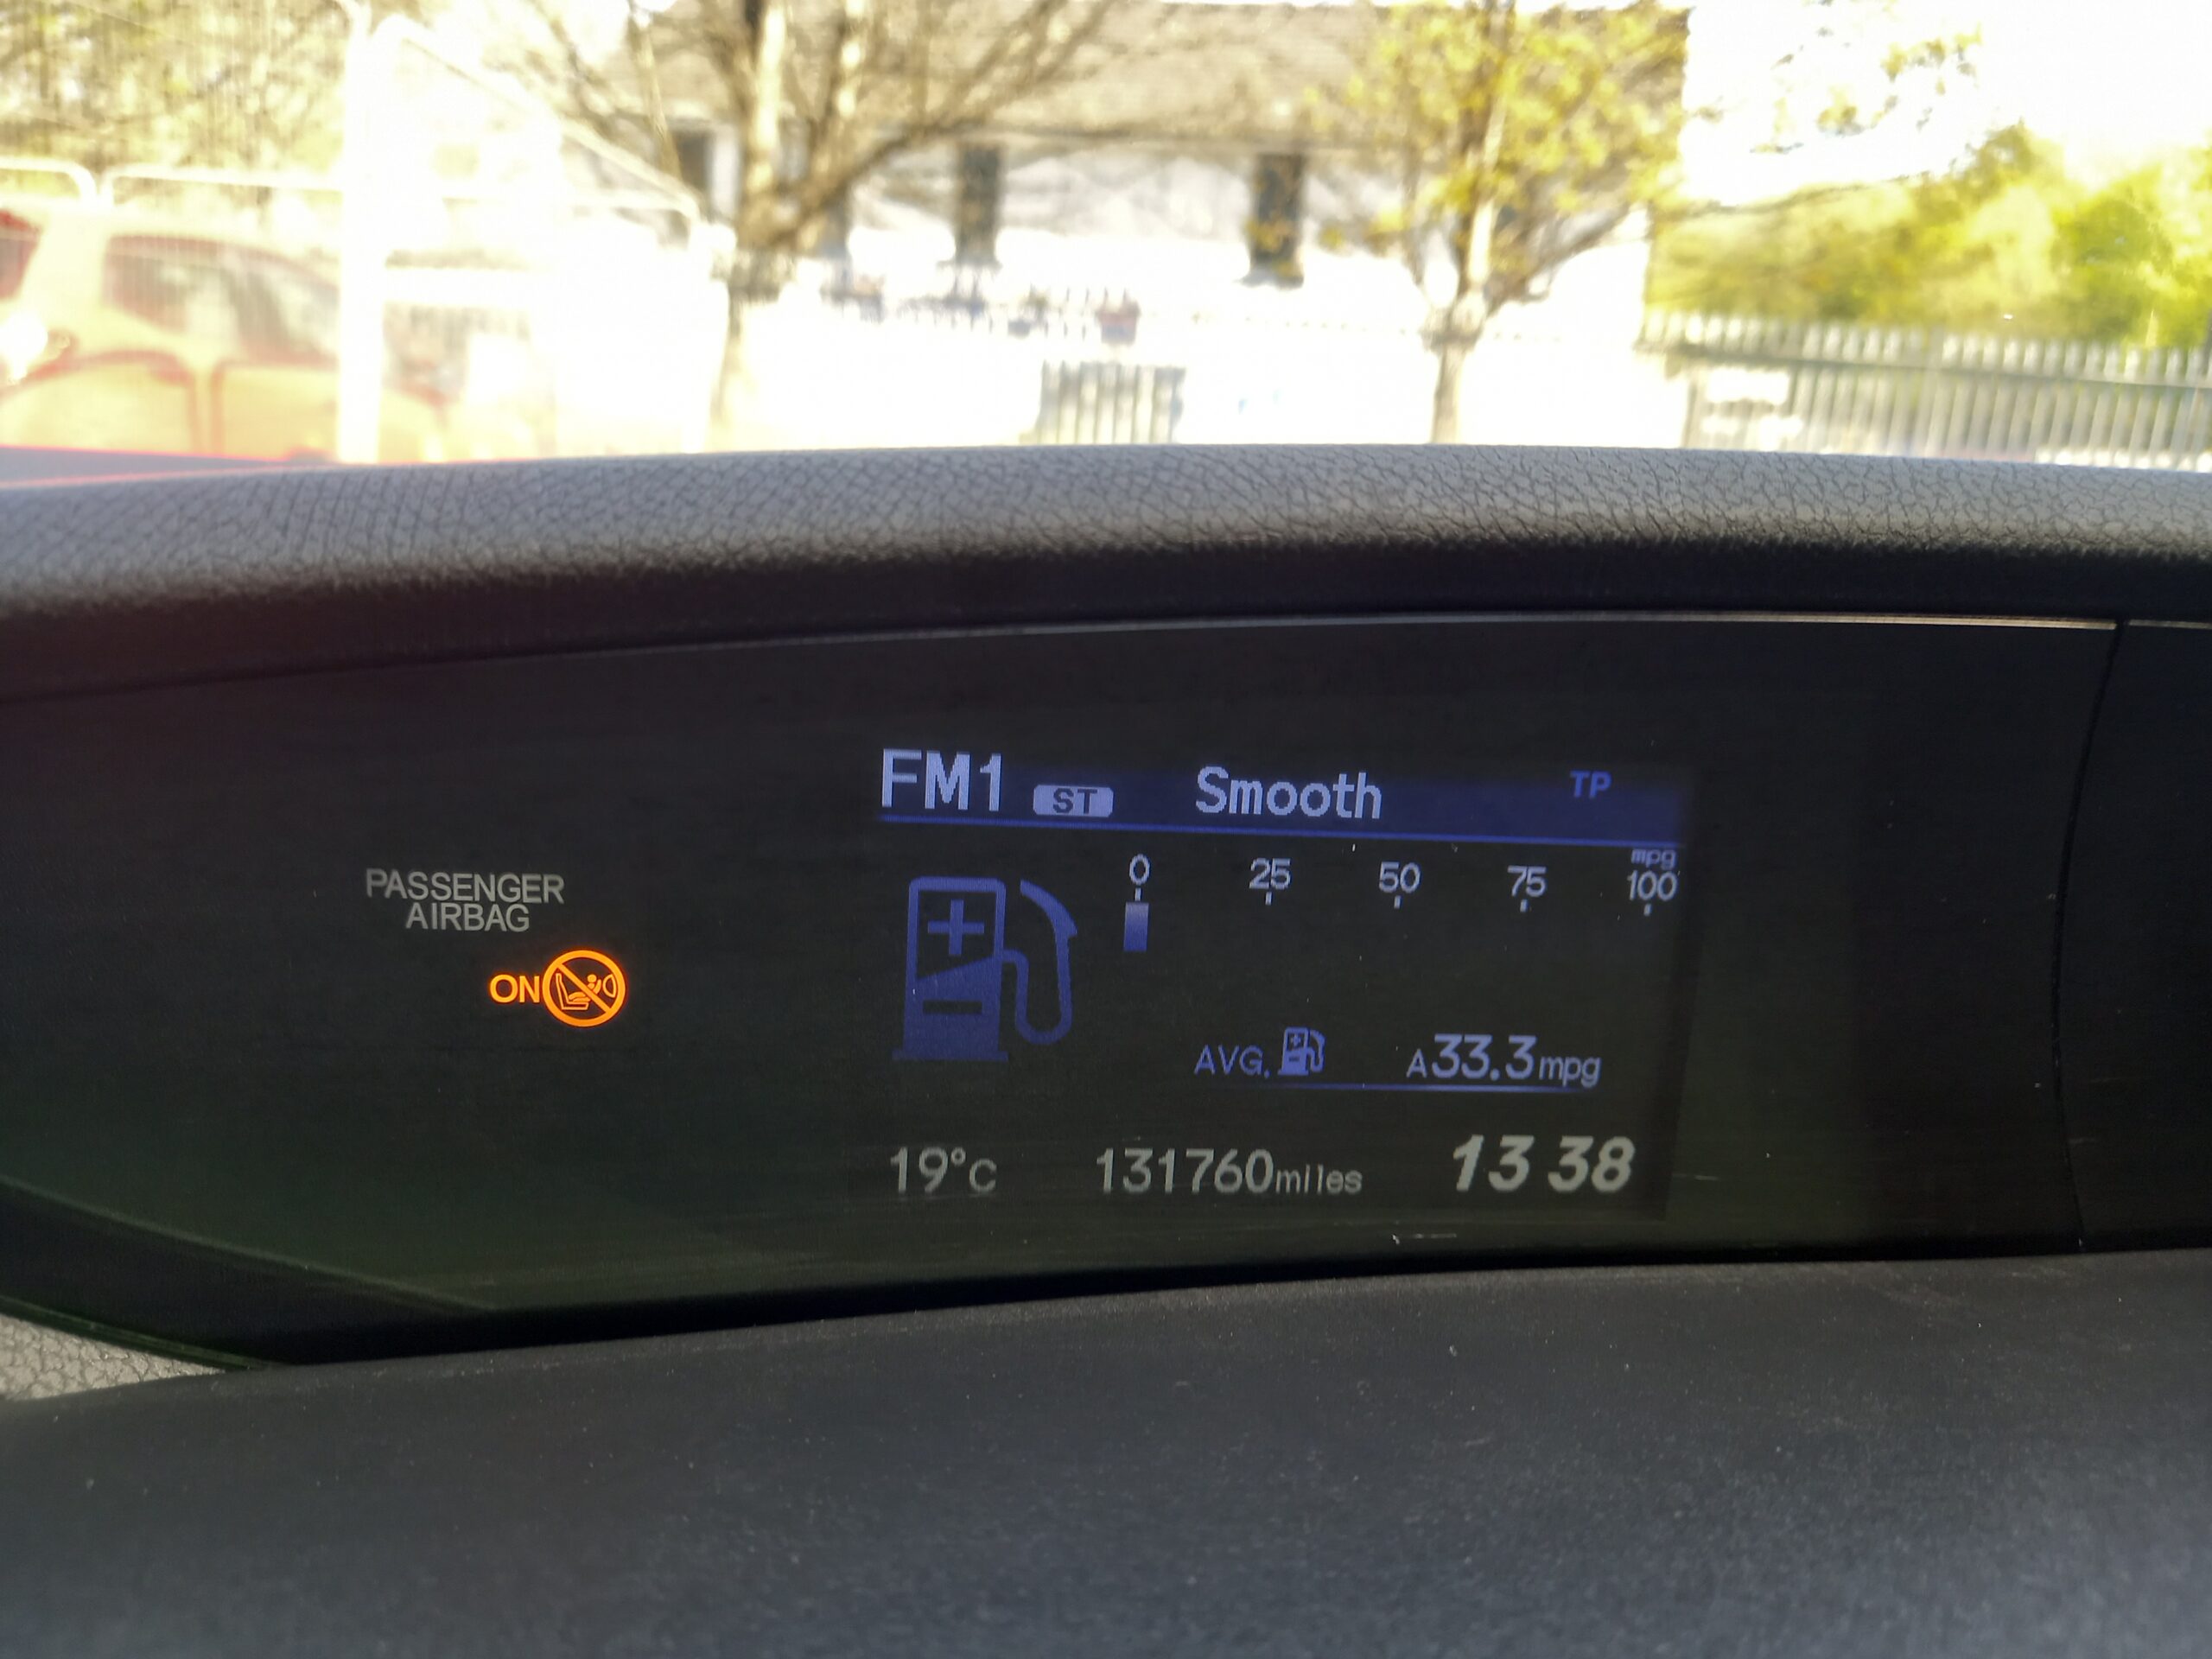 FM1 ST Smooth TP
mpg
0 25 50 75 100
PASSENGER
AIRBAG
ON
AVG. A33.3mpg
19°C 131760miles 13 38